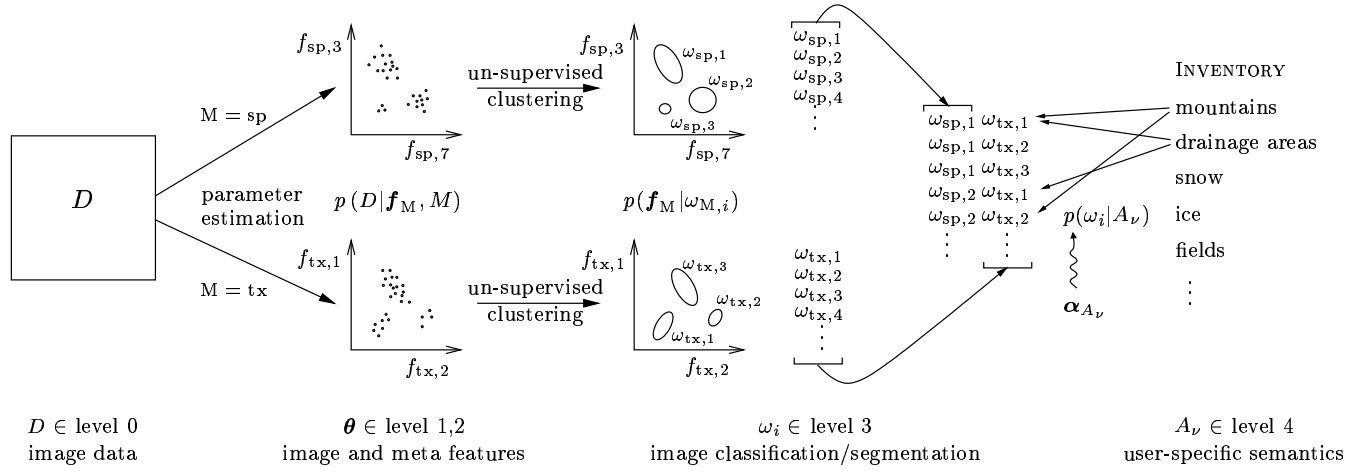 D
M = sp
parameter
estimation
M = tx
f_sp,3
f_sp,7
p (D|f_M, M)
f_tx,1
f_tx,2
un-supervised
clustering
un-supervised
clustering
f_sp,3
ω_sp,1
ω_sp,2
ω_sp,3
f_sp,7
p(f_M|ω_M,i)
f_tx,1
ω_tx,3
ω_tx,2
ω_tx,1
f_tx,2
ω_sp,1
ω_sp,2
ω_sp,3
ω_sp,4
⋮
ω_tx,1
ω_tx,2
ω_tx,3
ω_tx,4
⋮
ω_sp,1 ω_tx,1
ω_sp,1 ω_tx,2
ω_sp,1 ω_tx,3
ω_sp,2 ω_tx,1
ω_sp,2 ω_tx,2
⋮ ⋮
p(ω_i|A_ν)
α_A_ν
INVENTORY
mountains
drainage areas
snow
ice
fields
⋮
D ∈ level 0
image data
θ ∈ level 1,2
image and meta features
ω_i ∈ level 3
image classification/segmentation
A_ν ∈ level 4
user-specific semantics